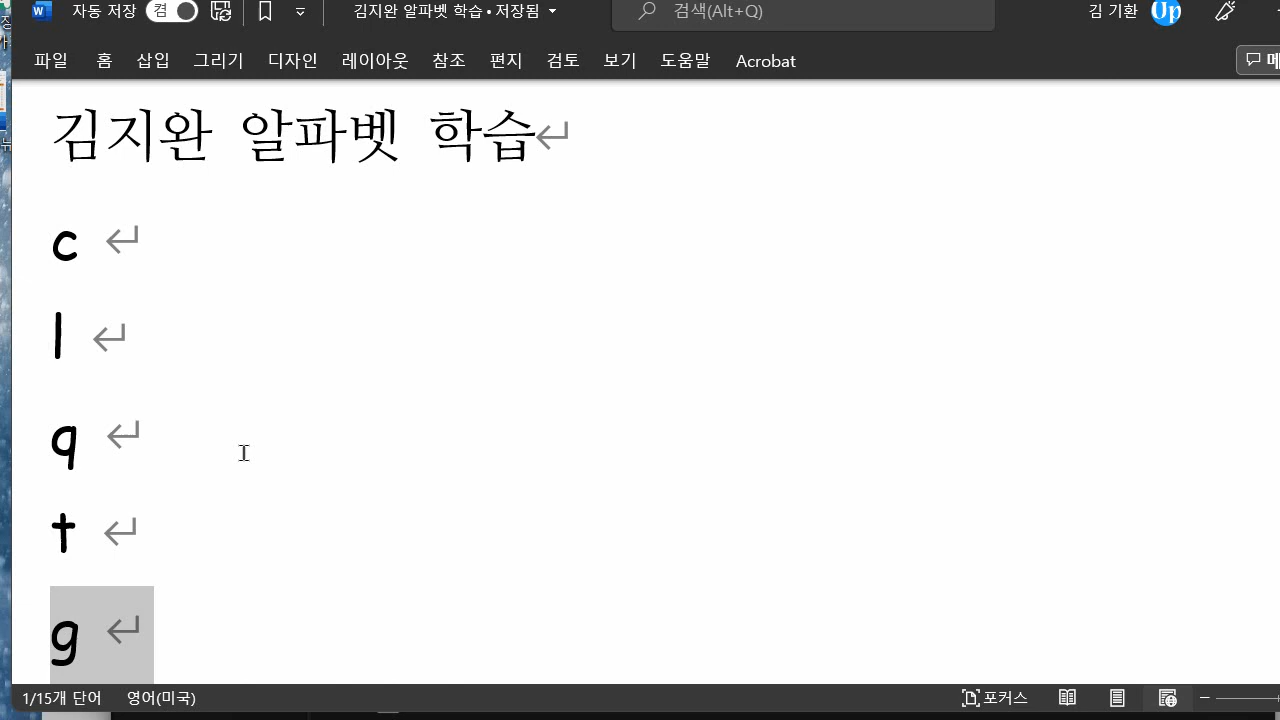 자동 저장 켬 김지완 알파벳 학습 • 저장됨 검색(Alt+Q) 김 기환 Up
파일 홈 삽입 그리기 디자인 레이아웃 참조 편지 검토 보기 도움말 Acrobat 메
김지완 알파벳 학습
c
l
q
t
g
1/15개 단어 영어(미국) 포커스